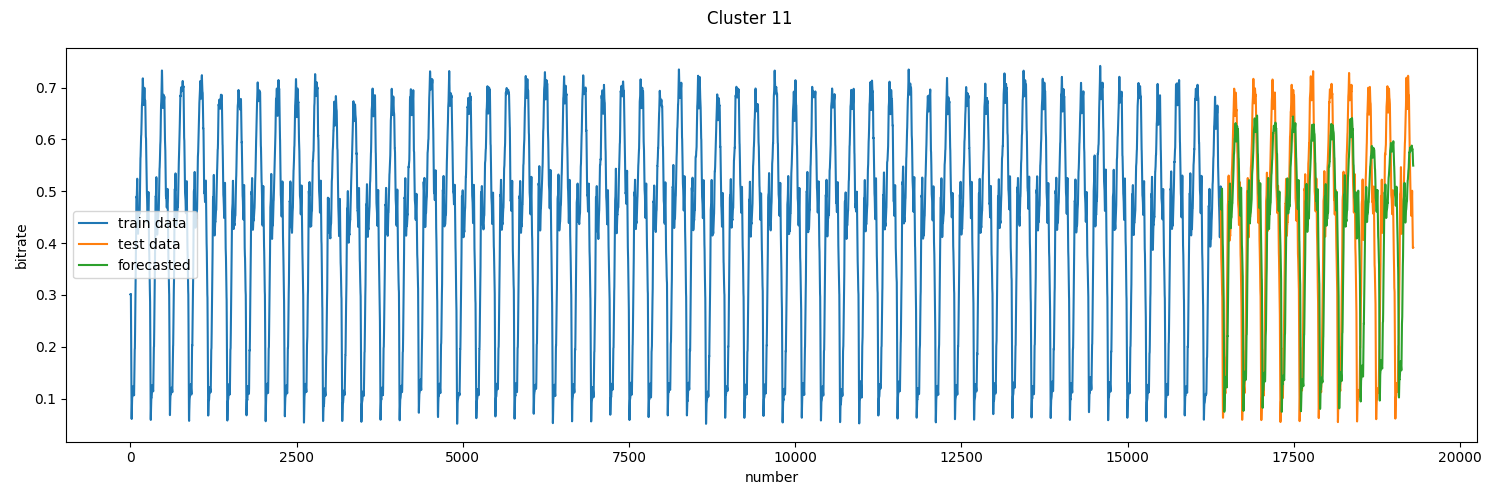 Cluster 11
bitrate
0.7
0.6
0.5
0.4
0.3
0.2
0.1
train data
test data
forecasted
0 2500 5000 7500 10000 12500 15000 17500 20000
number